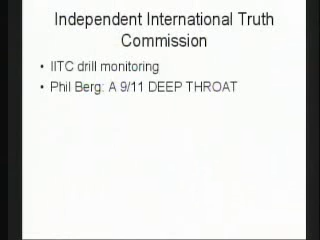 Independent International Truth
Commission
• IITC drill monitoring
• Phil Berg: A 9/11 DEEP THROAT